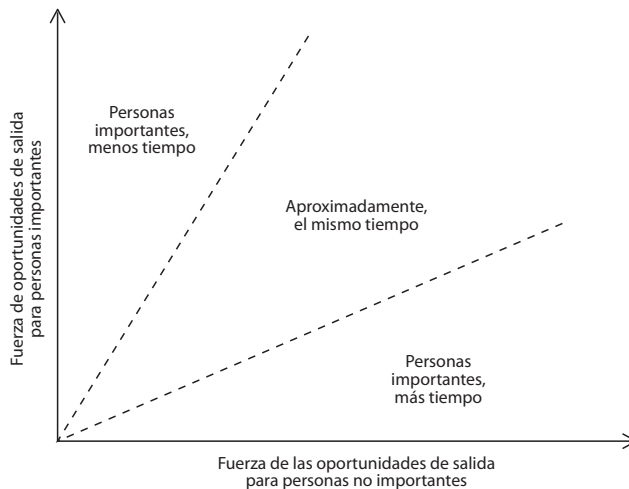 Fuerza de oportunidades de salida
para personas importantes
Personas
importantes,
menos tiempo
Aproximadamente,
el mismo tiempo
Personas
importantes,
más tiempo
Fuerza de las oportunidades de salida
para personas no importantes